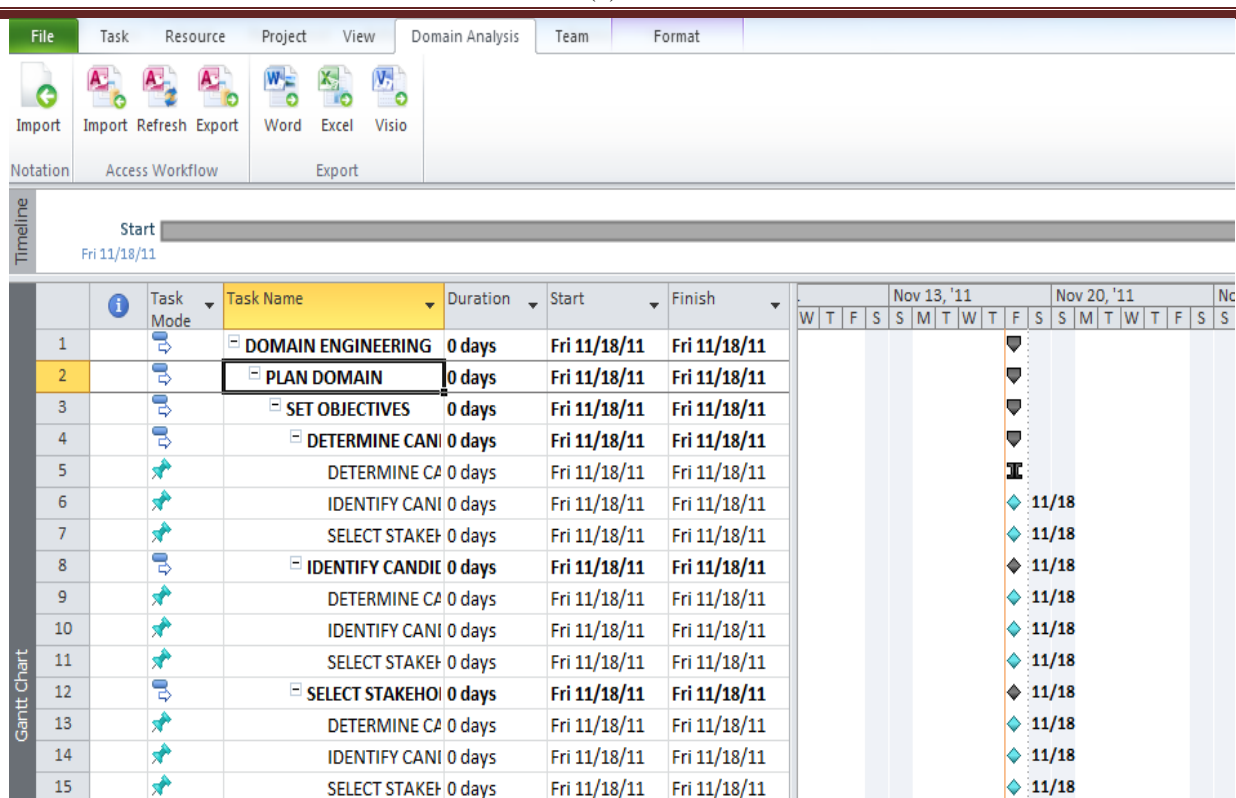 File Task Resource Project View Domain Analysis Team Format
Import Import Refresh Export Word Excel Visio
Notation Access Workflow Export
Timeline
Start
Fri 11/18/11
Task Mode Task Name Duration Start Finish Nov 13, '11 Nov 20, '11 No
W T F S S M T W T F S S M T W T F S S
1 DOMAIN ENGINEERING 0 days Fri 11/18/11 Fri 11/18/11
2 PLAN DOMAIN 0 days Fri 11/18/11 Fri 11/18/11
3 SET OBJECTIVES 0 days Fri 11/18/11 Fri 11/18/11
4 DETERMINE CANI 0 days Fri 11/18/11 Fri 11/18/11
5 DETERMINE CA 0 days Fri 11/18/11 Fri 11/18/11
6 IDENTIFY CANI 0 days Fri 11/18/11 Fri 11/18/11 11/18
7 SELECT STAKEH 0 days Fri 11/18/11 Fri 11/18/11 11/18
8 IDENTIFY CANDID 0 days Fri 11/18/11 Fri 11/18/11 11/18
9 DETERMINE CA 0 days Fri 11/18/11 Fri 11/18/11 11/18
10 IDENTIFY CANI 0 days Fri 11/18/11 Fri 11/18/11 11/18
11 SELECT STAKEH 0 days Fri 11/18/11 Fri 11/18/11 11/18
12 SELECT STAKEHOI 0 days Fri 11/18/11 Fri 11/18/11 11/18
13 DETERMINE CA 0 days Fri 11/18/11 Fri 11/18/11 11/18
14 IDENTIFY CANI 0 days Fri 11/18/11 Fri 11/18/11 11/18
15 SELECT STAKEH 0 days Fri 11/18/11 Fri 11/18/11 11/18
Gantt Chart